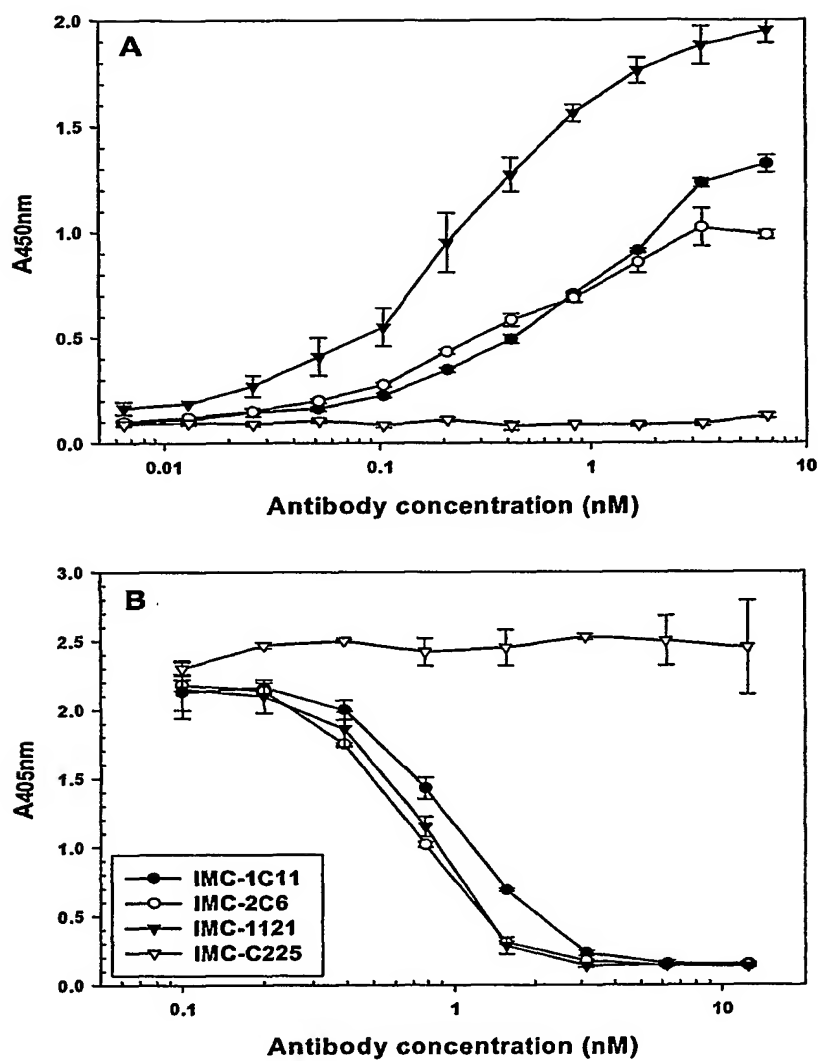 A
2.0
1.5
1.0
0.5
0.0
A450nm
0.01 0.1 1 10
Antibody concentration (nM)
B
3.0
2.5
2.0
1.5
1.0
0.5
0.0
A405nm
IMC-1C11
IMC-2C6
IMC-1121
IMC-C225
0.1 1 10
Antibody concentration (nM)